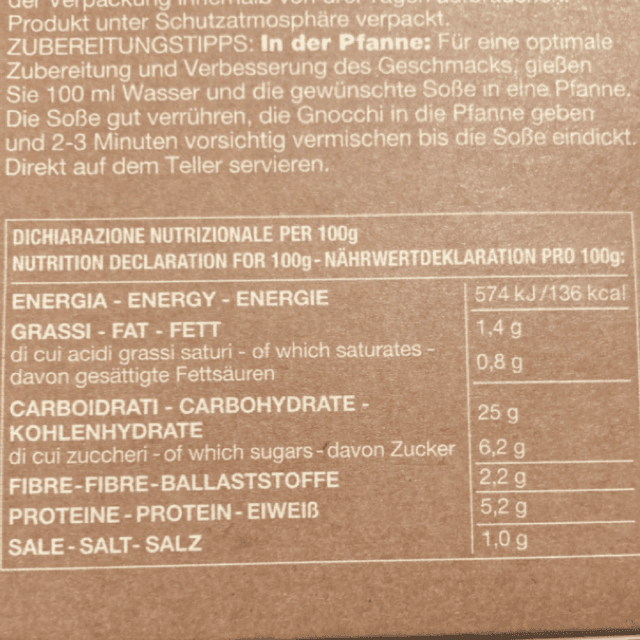 der Verpackung innerhalb von drei Tagen
Produkt unter Schutzatmosphäre verpackt.
ZUBEREITUNGSTIPPS: In der Pfanne: Für eine optimale
Zubereitung und Verbesserung des Geschmacks, gießen
Sie 100 ml Wasser und die gewünschte Soße in eine Pfanne.
Die Soße gut verrühren, die Gnocchi in die Pfanne geben
und 2-3 Minuten vorsichtig vermischen bis die Soße eindickt.
Direkt auf dem Teller servieren.
DICHIARAZIONE NUTRIZIONALE PER 100g
NUTRITION DECLARATION FOR 100g - NÄHRWERTDEKLARATION PRO 100g:
ENERGIA - ENERGY - ENERGIE 574 kJ/136 kcal
GRASSI - FAT - FETT 1,4 g
di cui acidi grassi saturi - of which saturates -
davon gesättigte Fettsäuren 0,8 g
CARBOIDRATI - CARBOHYDRATE -
KOHLENHYDRATE 25 g
di cui zuccheri - of which sugars - davon Zucker 6,2 g
FIBRE - FIBRE - BALLASTSTOFFE 2,2 g
PROTEINE - PROTEIN - EIWEIß 5,2 g
SALE - SALT - SALZ 1,0 g